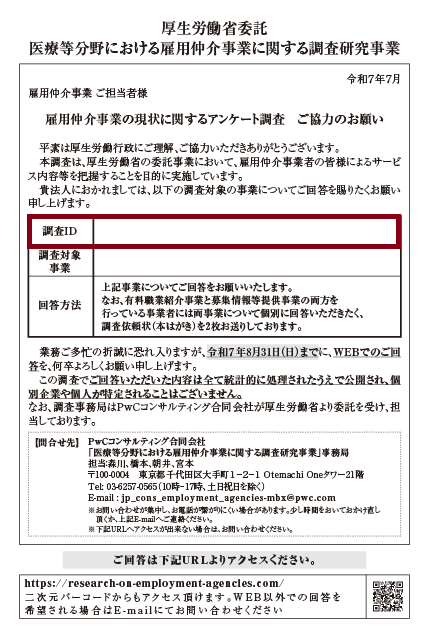 厚生労働省委託
医療等分野における雇用仲介事業に関する調査研究事業
令和7年7月
雇用仲介事業 ご担当者様
雇用仲介事業の現状に関するアンケート調査　ご協力のお願い
平素は厚生労働行政にご理解、ご協力いただきありがとうございます。
本調査は、厚生労働省の委託事業において、雇用仲介事業者の皆様によるサービ
ス内容等を把握することを目的に実施しています。
貴法人におかれましては、以下の調査対象の事業についてご回答を賜りたくお願い
申し上げます。
調査ID
調査対象
事業
回答方法
上記事業についてご回答をお願いいたします。
なお、有料職業紹介事業と募集情報等提供事業の両方を
行っている事業者には両事業について個別に回答いただきたく、
調査依頼状（本はがき）を2枚お送りしております。
業務ご多忙の折誠に恐れ入りますが、令和7年8月31日(日)までに、WEBでのご回
答を、何卒よろしくお願い申し上げます。
この調査でご回答いただいた内容は全て統計的に処理されたうえで公開され、個
別企業や個人が特定されることはございません。
なお、調査事務局はPwCコンサルティング合同会社が厚生労働省より委託を受け、担
当しております。
【問合せ先】 PwCコンサルティング合同会社
「医療等分野における雇用仲介事業に関する調査研究事業」事務局
担当:森川、橋本、朝井、宮本
〒100-0004　東京都千代田区大手町1-2-1 Otemachi Oneタワー21階
Tel: 03-6257-0565（10時-17時、土日祝日を除く）
E-mail : jp_cons_employment_agencies-mbx@pwc.com
※お問い合わせが集中し、お電話が繋がりにくい場合があります。少し時間をおいておかけ直し
頂くか、上記E-mailへご連絡ください。
※下記URLへアクセスが出来ない場合は、お問い合わせください。
ご回答は下記URLよりアクセスください。
https://research-on-employment-agencies.com/
二次元バーコードからもアクセス頂けます。WEB以外での回答を
希望される場合はE-mailにてお問い合わせください